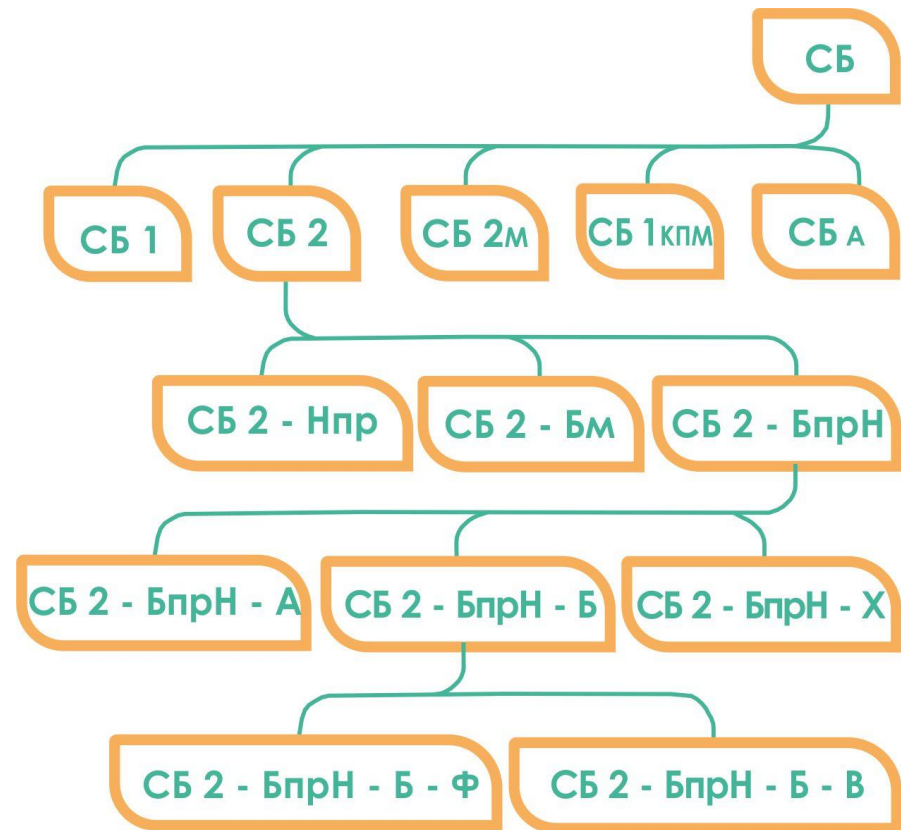 СБ
СБ 1
СБ 2
СБ 2м
СБ 1кпм
СБ А
СБ 2 - Нпр
СБ 2 - Бм
СБ 2 - БпрН
СБ 2 - БпрН - А
СБ 2 - БпрН - Б
СБ 2 - БпрН - Х
СБ 2 - БпрН - Б - Ф
СБ 2 - БпрН - Б - В